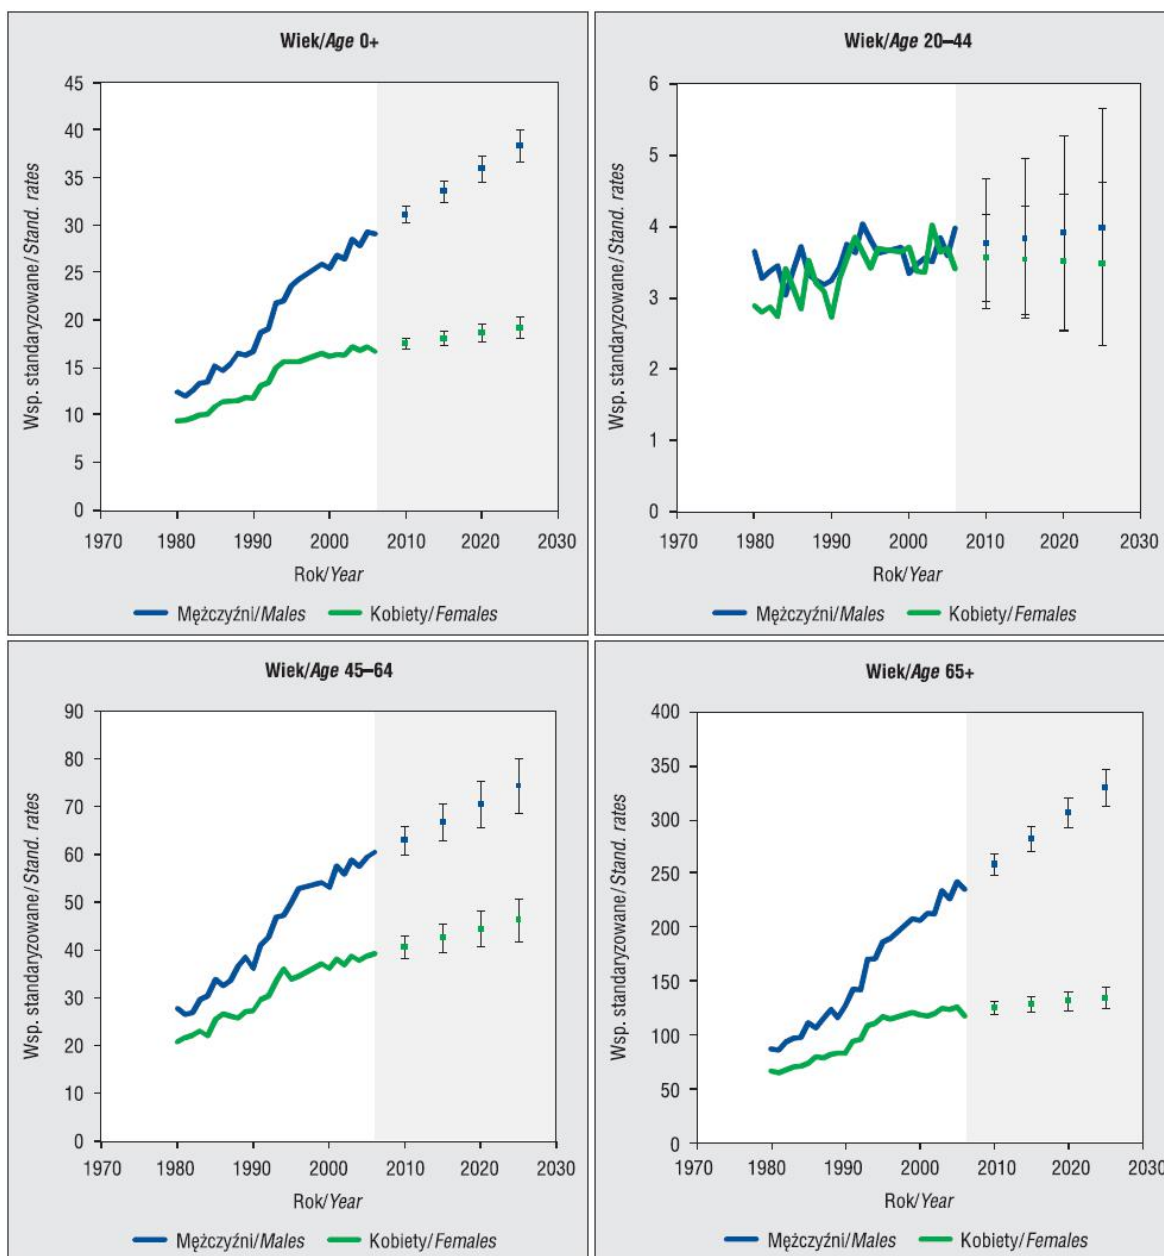 Wiek/Age 0+
Wsp. standaryzowane/Stand. rates
45
40
35
30
25
20
15
10
5
0
1970 1980 1990 2000 2010 2020 2030
Rok/Year
Mężczyźni/Males Kobiety/Females
Wiek/Age 20–44
Wsp. standaryzowane/Stand. rates
6
5
4
3
2
1
0
1970 1980 1990 2000 2010 2020 2030
Rok/Year
Mężczyźni/Males Kobiety/Females
Wiek/Age 45–64
Wsp. standaryzowane/Stand. rates
90
80
70
60
50
40
30
20
10
0
1970 1980 1990 2000 2010 2020 2030
Rok/Year
Mężczyźni/Males Kobiety/Females
Wiek/Age 65+
Wsp. standaryzowane/Stand. rates
400
350
300
250
200
150
100
50
0
1970 1980 1990 2000 2010 2020 2030
Rok/Year
Mężczyźni/Males Kobiety/Females